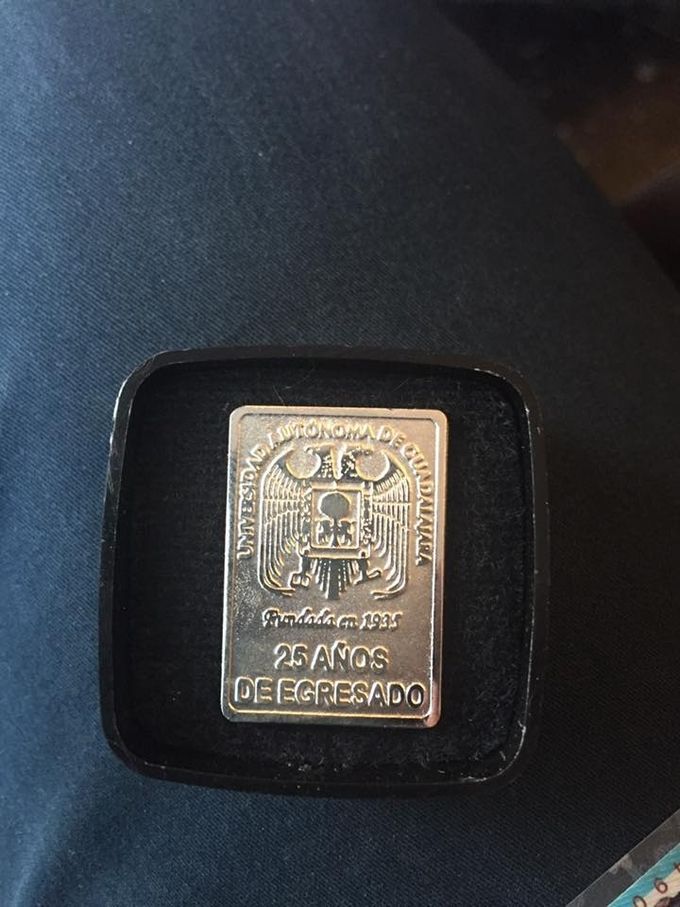 UNIVERSIDAD AUTÓNOMA DE GUADALAJARA
Fundada en 1935
25 AÑOS
DE EGRESADO